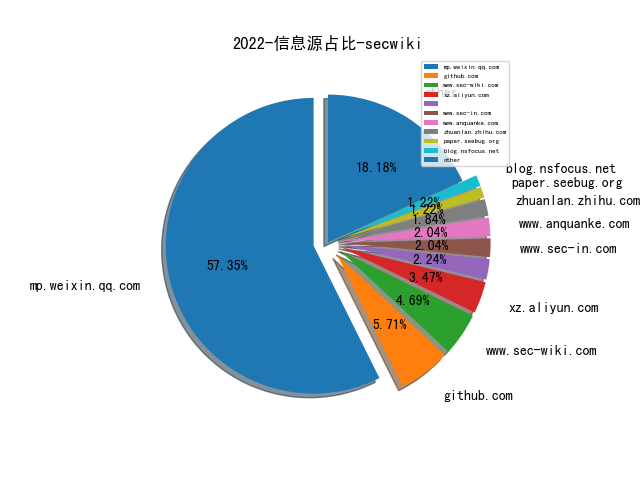 2022-信息源占比-secwiki
mp.weixin.qq.com
github.com
www.sec-wiki.com
xz.aliyun.com
www.sec-in.com
www.anquanke.com
zhuanlan.zhihu.com
paper.seebug.org
blog.nsfocus.net
other
18.18%
blog.nsfocus.net
1.22%
paper.seebug.org
1.22%
zhuanlan.zhihu.com
1.84%
www.anquanke.com
2.04%
www.sec-in.com
2.04%
2.24%
xz.aliyun.com
3.47%
www.sec-wiki.com
4.69%
github.com
5.71%
57.35%
mp.weixin.qq.com